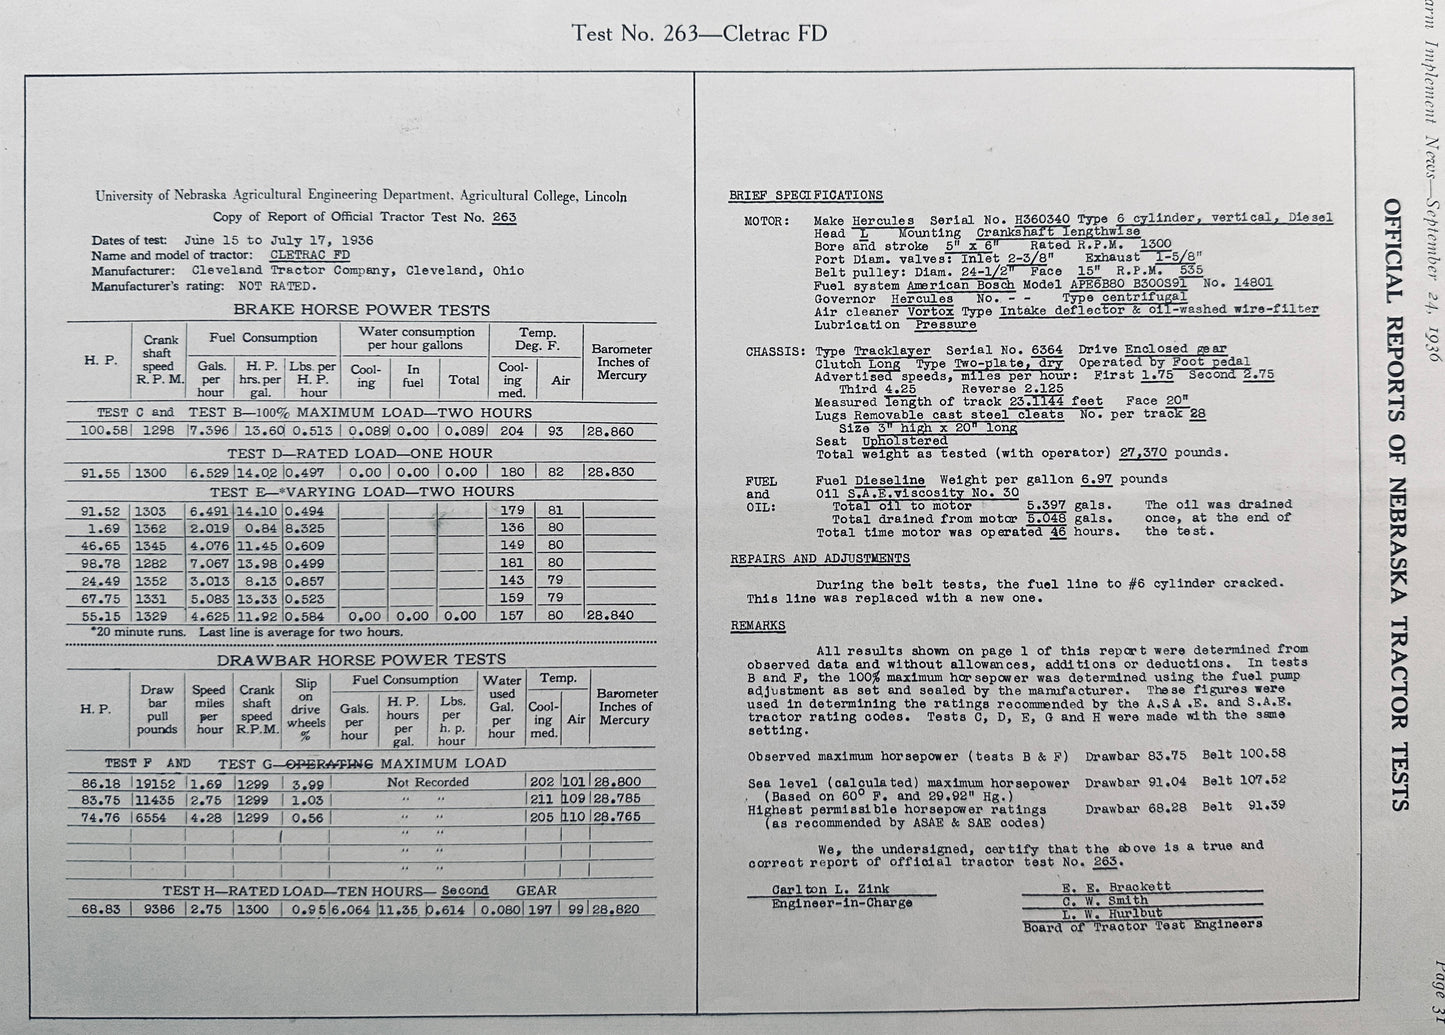 Test No. 263—Cletrac FD
University of Nebraska Agricultural Engineering Department, Agricultural College, Lincoln
Copy of Report of Official Tractor Test No. 263
Dates of test: June 15 to July 17, 1936
Name and model of tractor: CLETRAC FD
Manufacturer: Cleveland Tractor Company, Cleveland, Ohio
Manufacturer's rating: NOT RATED.
BRAKE HORSE POWER TESTS
H. P. | Crank shaft speed R. P. M. | Fuel Consumption | Water consumption per hour gallons | Temp. Deg. F. | Barometer Inches of Mercury
Gals. per hour | H. P. hrs. per gal. | Lbs. per H. P. hour | Cool-ing | In fuel | Total | Cool-ing med. | Air
TEST C and TEST B—100% MAXIMUM LOAD—TWO HOURS
100.58 | 1298 | 7.396 | 13.60 | 0.513 | 0.089 | 0.00 | 0.089 | 204 | 93 | 28.860
TEST D—RATED LOAD—ONE HOUR
91.55 | 1300 | 6.529 | 14.02 | 0.497 | 0.00 | 0.00 | 0.00 | 180 | 82 | 28.830
TEST E—*VARYING LOAD—TWO HOURS
91.52 | 1303 | 6.491 | 14.10 | 0.494 | 179 | 81
1.69 | 1362 | 2.019 | 0.84 | 8.325 | 136 | 80
46.65 | 1345 | 4.076 | 11.45 | 0.609 | 149 | 80
98.78 | 1282 | 7.067 | 13.98 | 0.499 | 181 | 80
24.49 | 1352 | 3.013 | 8.13 | 0.857 | 143 | 79
67.75 | 1331 | 5.083 | 13.33 | 0.523 | 159 | 79
55.15 | 1329 | 4.625 | 11.92 | 0.584 | 0.00 | 0.00 | 0.00 | 157 | 80 | 28.840
*20 minute runs. Last line is average for two hours.
DRAWBAR HORSE POWER TESTS
H. P. | Draw bar pull pounds | Speed miles per hour | Crank shaft speed R.P.M. | Slip on drive wheels % | Fuel Consumption | Water used Gal. per hour | Temp. | Barometer Inches of Mercury
Gals. per hour | H. P. hours per gal. | Lbs. per h. p. hour | Cool-ing med. | Air
TEST F AND TEST G—OPERATING MAXIMUM LOAD
86.18 | 19152 | 1.69 | 1299 | 3.99 | Not Recorded | 202 | 101 | 28.800
83.75 | 11435 | 2.75 | 1299 | 1.03 | " " | 211 | 109 | 28.785
74.76 | 6554 | 4.28 | 1299 | 0.56 | " " | 205 | 110 | 28.765
" "
" "
" "
TEST H—RATED LOAD—TEN HOURS—Second GEAR
68.83 | 9386 | 2.75 | 1300 | 0.95 | 6.064 | 11.35 | 0.614 | 0.080 | 197 | 99 | 28.820
BRIEF SPECIFICATIONS
MOTOR: Make Hercules Serial No. H360340 Type 6 cylinder, vertical, Diesel
Head L Mounting Crankshaft lengthwise
Bore and stroke 5" x 6" Rated R.P.M. 1300
Port Diam. valves: Inlet 2-3/8" Exhaust 1-5/8"
Belt pulley: Diam. 24-1/2" Face 15" R.P.M. 535
Fuel system American Bosch Model APE6B80 B300S91 No. 14801
Governor Hercules No. - - Type centrifugal
Air cleaner Vortox Type Intake deflector & oil-washed wire-filter
Lubrication Pressure
CHASSIS: Type Tracklayer Serial No. 6364 Drive Enclosed gear
Clutch Long Type Two-plate, dry Operated by Foot pedal
Advertised speeds, miles per hour: First 1.75 Second 2.75
Third 4.25 Reverse 2.125
Measured length of track 23.1144 feet Face 20"
Lugs Removable cast steel cleats No. per track 28
Size 3" high x 20" long
Seat Upholstered
Total weight as tested (with operator) 27,370 pounds.
FUEL Fuel Dieseline Weight per gallon 6.97 pounds
and Oil S.A.E.viscosity No. 30
OIL: Total oil to motor 5.397 gals. The oil was drained
Total drained from motor 5.048 gals. once, at the end of
Total time motor was operated 46 hours. the test.
REPAIRS AND ADJUSTMENTS
During the belt tests, the fuel line to #6 cylinder cracked.
This line was replaced with a new one.
REMARKS
All results shown on page 1 of this report were determined from
observed data and without allowances, additions or deductions. In tests
B and F, the 100% maximum horsepower was determined using the fuel pump
adjustment as set and sealed by the manufacturer. These figures were
used in determining the ratings recommended by the A.SA .E. and S.A.E.
tractor rating codes. Tests C, D, E, G and H were made with the same
setting.
Observed maximum horsepower (tests B & F) Drawbar 83.75 Belt 100.58
Sea level (calculated) maximum horsepower Drawbar 91.04 Belt 107.52
(Based on 60° F. and 29.92" Hg.)
Highest permissible horsepower ratings Drawbar 68.28 Belt 91.39
(as recommended by ASAE & SAE codes)
We, the undersigned, certify that the above is a true and
correct report of official tractor test No. 263.
Carlton L. Zink
Engineer-in-Charge
E. E. Brackett
C. W. Smith
L. W. Hurlbut
Board of Tractor Test Engineers
OFFICIAL REPORTS OF NEBRASKA TRACTOR TESTS
arm Implement News—September 24, 1936
Page 31